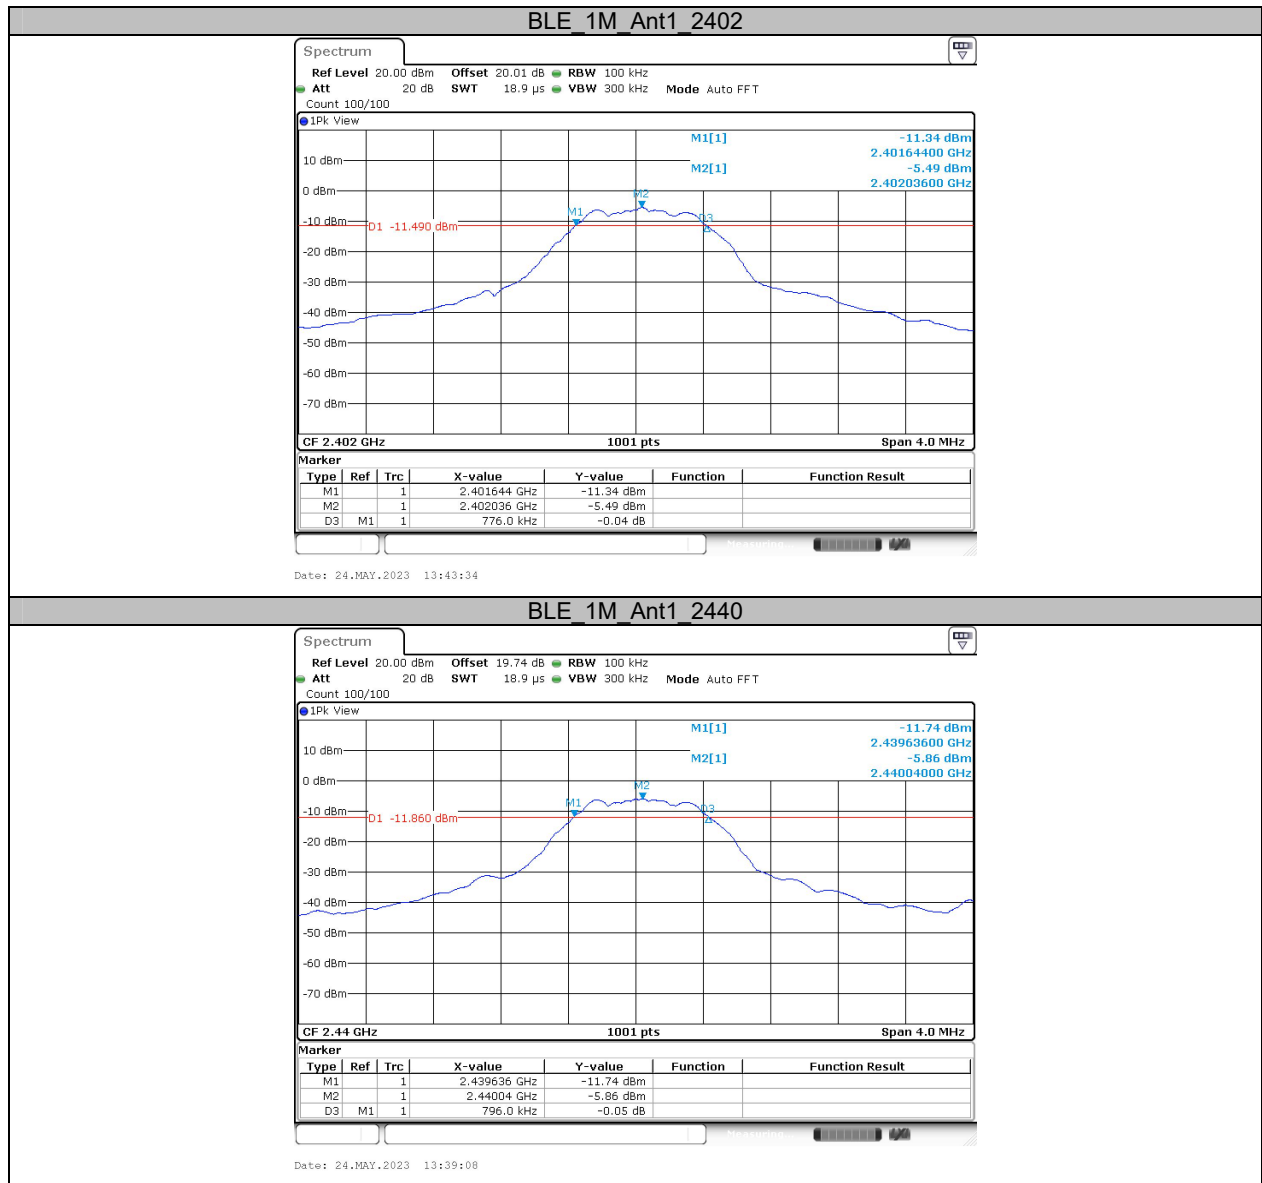 BLE_1M_Ant1_2402
Spectrum
Ref Level 20.00 dBm Offset 20.01 dB RBW 100 kHz
Att 20 dB SWT 18.9 µs VBW 300 kHz Mode Auto FFT
Count 100/100
1Pk View
M1[1] -11.34 dBm
2.40164400 GHz
10 dBm
M2[1] -5.49 dBm
2.40203600 GHz
0 dBm
M2
M1
D3
-10 dBm
D1 -11.490 dBm
-20 dBm
-30 dBm
-40 dBm
-50 dBm
-60 dBm
-70 dBm
CF 2.402 GHz 1001 pts Span 4.0 MHz
Marker
Type Ref Trc X-value Y-value Function Function Result
M1 1 2.401644 GHz -11.34 dBm
M2 1 2.402036 GHz -5.49 dBm
D3 M1 1 776.0 kHz -0.04 dB
Measuring...
Date: 24.MAY.2023 13:43:34
BLE_1M_Ant1_2440
Spectrum
Ref Level 20.00 dBm Offset 19.74 dB RBW 100 kHz
Att 20 dB SWT 18.9 µs VBW 300 kHz Mode Auto FFT
Count 100/100
1Pk View
M1[1] -11.74 dBm
2.43963600 GHz
10 dBm
M2[1] -5.86 dBm
2.44004000 GHz
0 dBm
M2
M1
D3
-10 dBm
D1 -11.860 dBm
-20 dBm
-30 dBm
-40 dBm
-50 dBm
-60 dBm
-70 dBm
CF 2.44 GHz 1001 pts Span 4.0 MHz
Marker
Type Ref Trc X-value Y-value Function Function Result
M1 1 2.439636 GHz -11.74 dBm
M2 1 2.44004 GHz -5.86 dBm
D3 M1 1 796.0 kHz -0.05 dB
Measuring...
Date: 24.MAY.2023 13:39:08